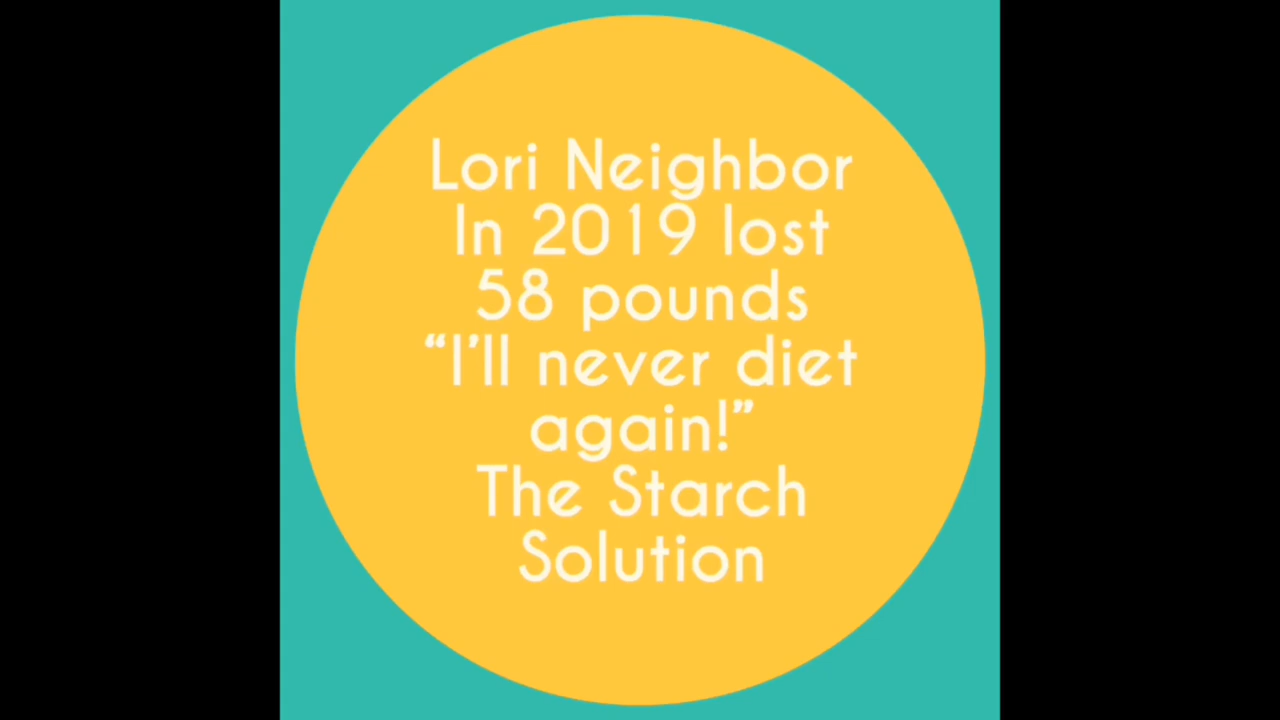 Lori Neighbor
In 2019 lost
58 pounds
“I’ll never diet
again!”
The Starch
Solution